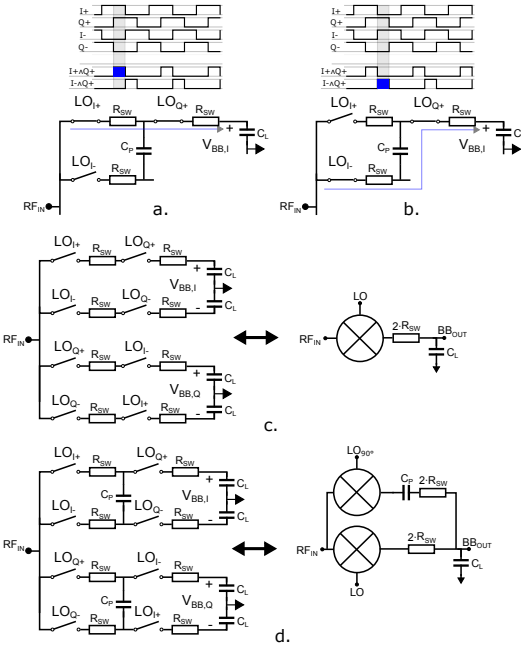 I+
Q+
I-
Q-
I+∧Q+
I-∧Q+
LO_I+
R_SW
LO_Q+
R_SW
+
C_L
V_BB,I
C_P
LO_I-
R_SW
RF_IN
a.
I+
Q+
I-
Q-
I+∧Q+
I-∧Q+
LO_I+
R_SW
LO_Q+
R_SW
+
C_L
V_BB,I
C_P
LO_I-
R_SW
RF_IN
b.
LO_I+
R_SW
LO_Q+
R_SW
+
C_L
V_BB,I
LO_I-
R_SW
LO_Q-
R_SW
-
C_L
RF_IN
LO_Q+
R_SW
LO_I-
R_SW
+
C_L
V_BB,Q
LO_Q-
R_SW
LO_I+
R_SW
-
C_L
LO
RF_IN
2·R_SW
BB_OUT
C_L
c.
LO_I+
R_SW
LO_Q+
R_SW
+
C_L
C_P
V_BB,I
LO_I-
R_SW
LO_Q-
R_SW
-
C_L
RF_IN
LO_Q+
R_SW
LO_I-
R_SW
+
C_L
C_P
V_BB,Q
LO_Q-
R_SW
LO_I+
R_SW
-
C_L
LO_90°
C_P
2·R_SW
RF_IN
2·R_SW
BB_OUT
C_L
LO
d.